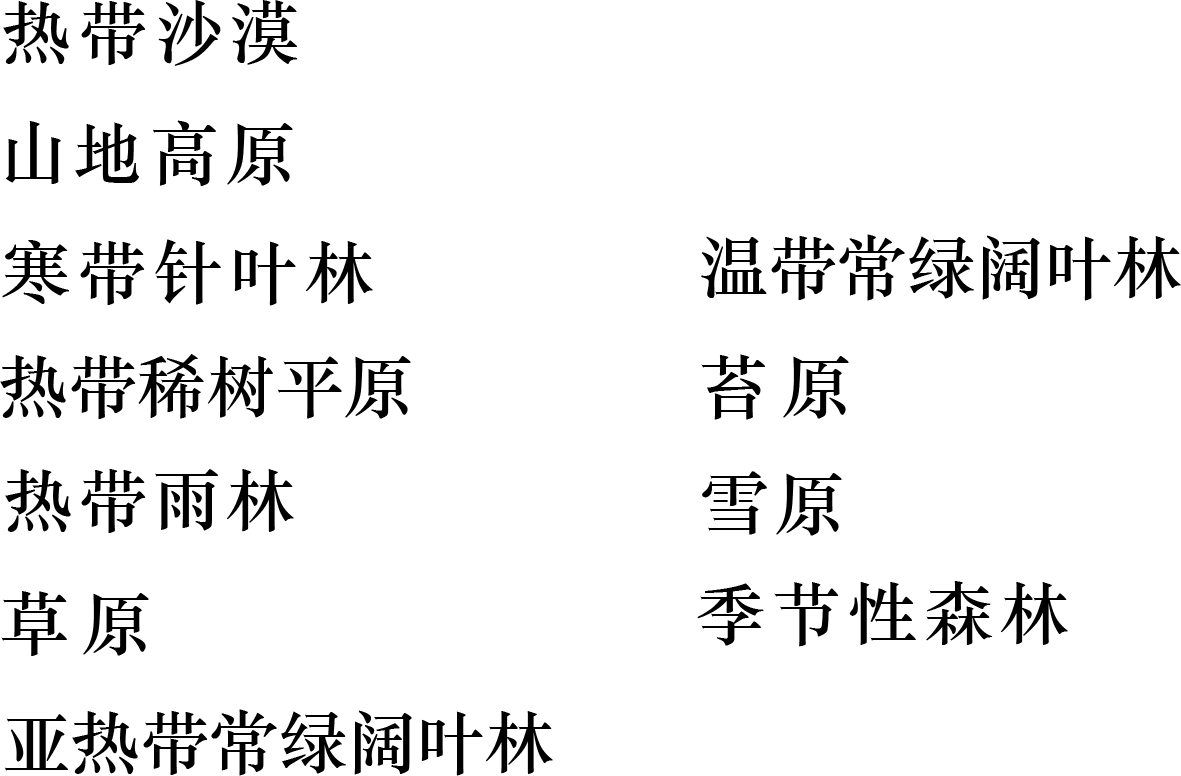 热带沙漠
山地高原
寒带针叶林
热带稀树平原
热带雨林
草原
亚热带常绿阔叶林
温带常绿阔叶林
苔原
雪原
季节性森林